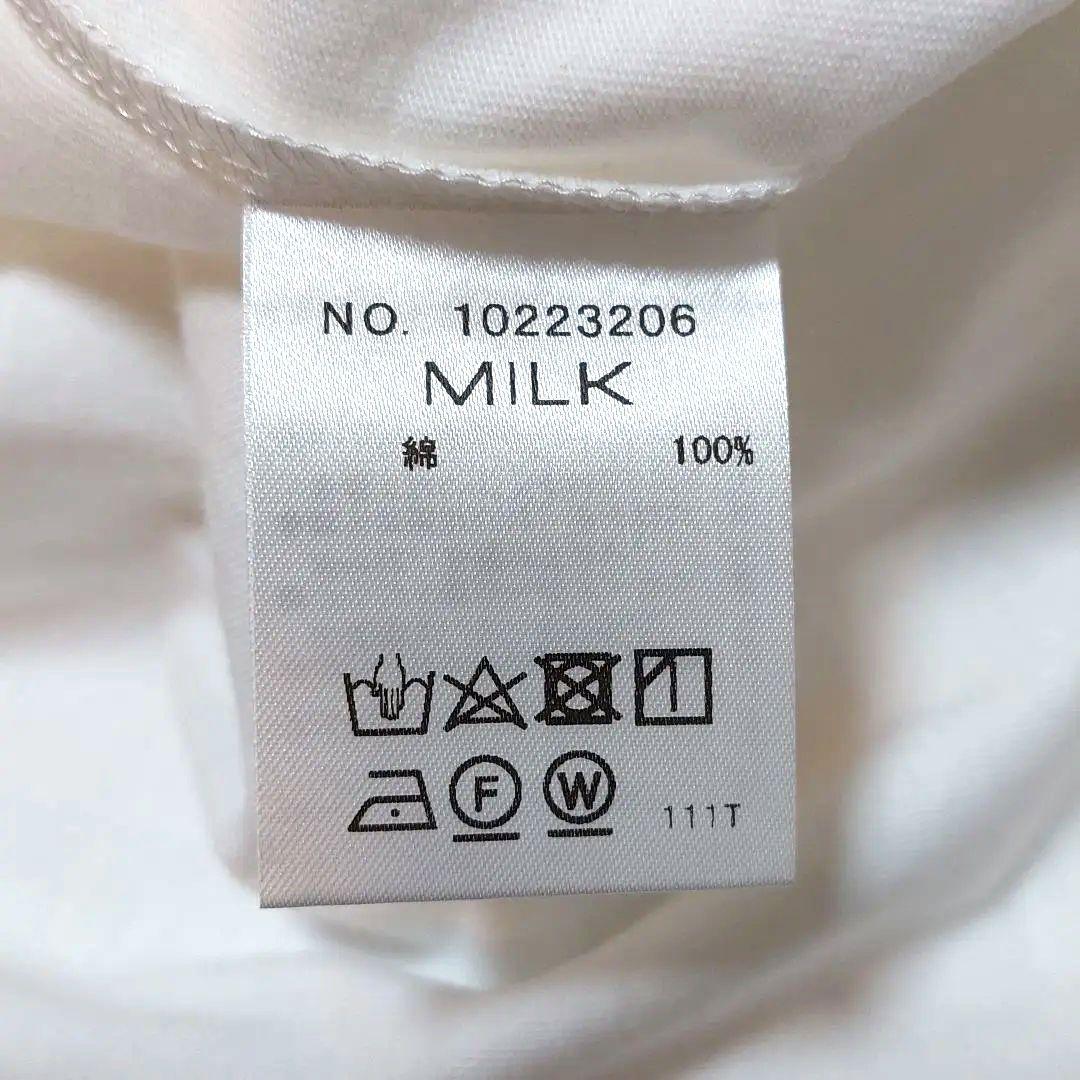 NO. 10223206
MILK
綿 100%
F W 111T